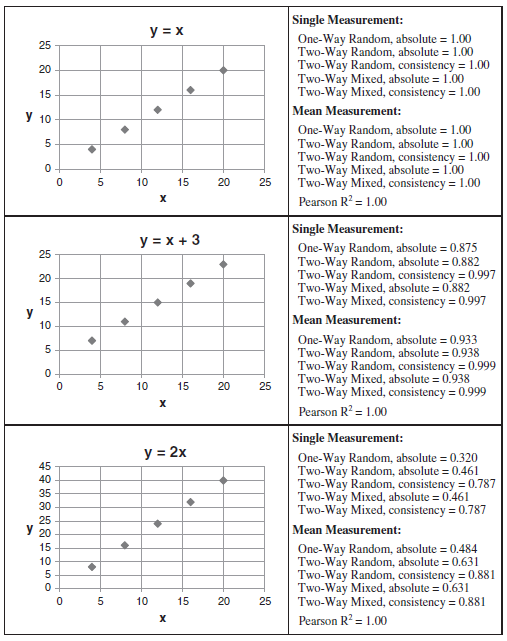 y = x
25
20
15
y
10
5
0
0 5 10 15 20 25
x
Single Measurement:
One-Way Random, absolute = 1.00
Two-Way Random, absolute = 1.00
Two-Way Random, consistency = 1.00
Two-Way Mixed, absolute = 1.00
Two-Way Mixed, consistency = 1.00
Mean Measurement:
One-Way Random, absolute = 1.00
Two-Way Random, absolute = 1.00
Two-Way Random, consistency = 1.00
Two-Way Mixed, absolute = 1.00
Two-Way Mixed, consistency = 1.00
Pearson R² = 1.00
y = x + 3
25
20
15
y
10
5
0
0 5 10 15 20 25
x
Single Measurement:
One-Way Random, absolute = 0.875
Two-Way Random, absolute = 0.882
Two-Way Random, consistency = 0.997
Two-Way Mixed, absolute = 0.882
Two-Way Mixed, consistency = 0.997
Mean Measurement:
One-Way Random, absolute = 0.933
Two-Way Random, absolute = 0.938
Two-Way Random, consistency = 0.999
Two-Way Mixed, absolute = 0.938
Two-Way Mixed, consistency = 0.999
Pearson R² = 1.00
y = 2x
45
40
35
30
25
y
20
15
10
5
0
0 5 10 15 20 25
x
Single Measurement:
One-Way Random, absolute = 0.320
Two-Way Random, absolute = 0.461
Two-Way Random, consistency = 0.787
Two-Way Mixed, absolute = 0.461
Two-Way Mixed, consistency = 0.787
Mean Measurement:
One-Way Random, absolute = 0.484
Two-Way Random, absolute = 0.631
Two-Way Random, consistency = 0.881
Two-Way Mixed, absolute = 0.631
Two-Way Mixed, consistency = 0.881
Pearson R² = 1.00